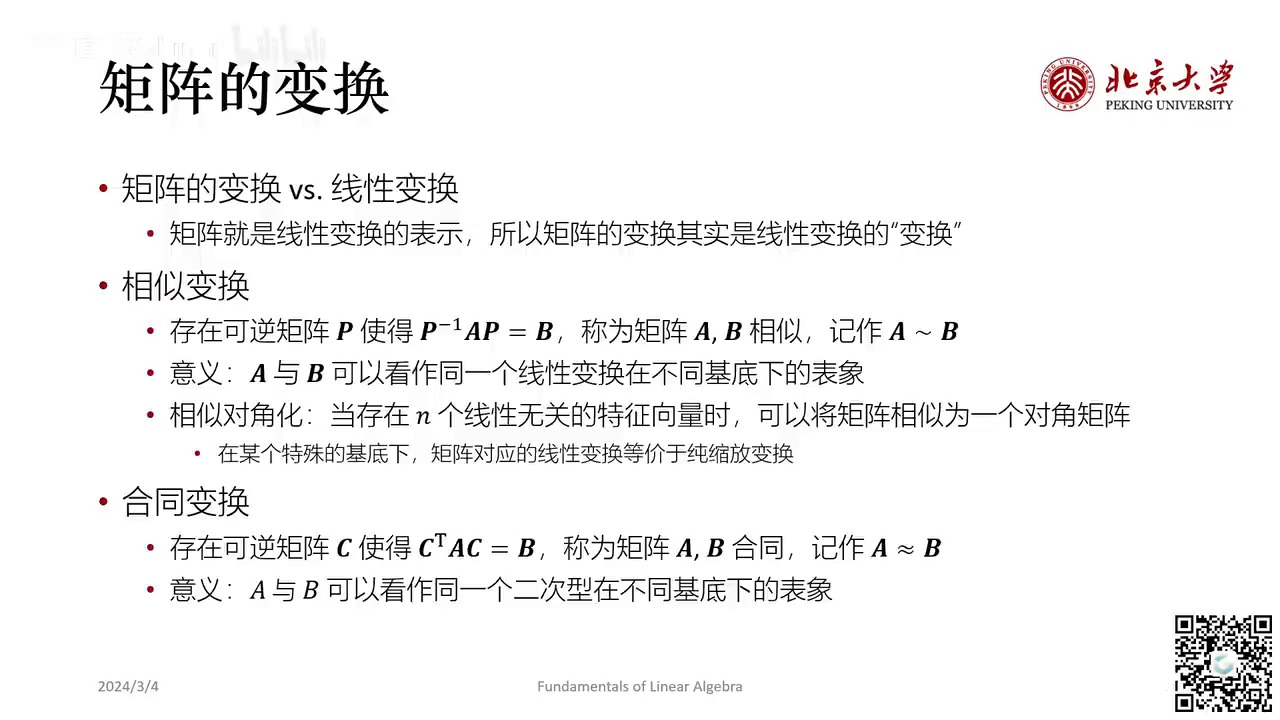 矩阵的变换
北京大学
PEKING UNIVERSITY
• 矩阵的变换 vs. 线性变换
• 矩阵就是线性变换的表示，所以矩阵的变换其实是线性变换的“变换”
• 相似变换
• 存在可逆矩阵 P 使得 P⁻¹AP = B，称为矩阵 A, B 相似，记作 A ~ B
• 意义：A 与 B 可以看作同一个线性变换在不同基底下的表象
• 相似对角化：当存在 n 个线性无关的特征向量时，可以将矩阵相似为一个对角矩阵
• 在某个特殊的基底下，矩阵对应的线性变换等价于纯缩放变换
• 合同变换
• 存在可逆矩阵 C 使得 CᵀAC = B，称为矩阵 A, B 合同，记作 A ≈ B
• 意义：A 与 B 可以看作同一个二次型在不同基底下的表象
2024/3/4
Fundamentals of Linear Algebra